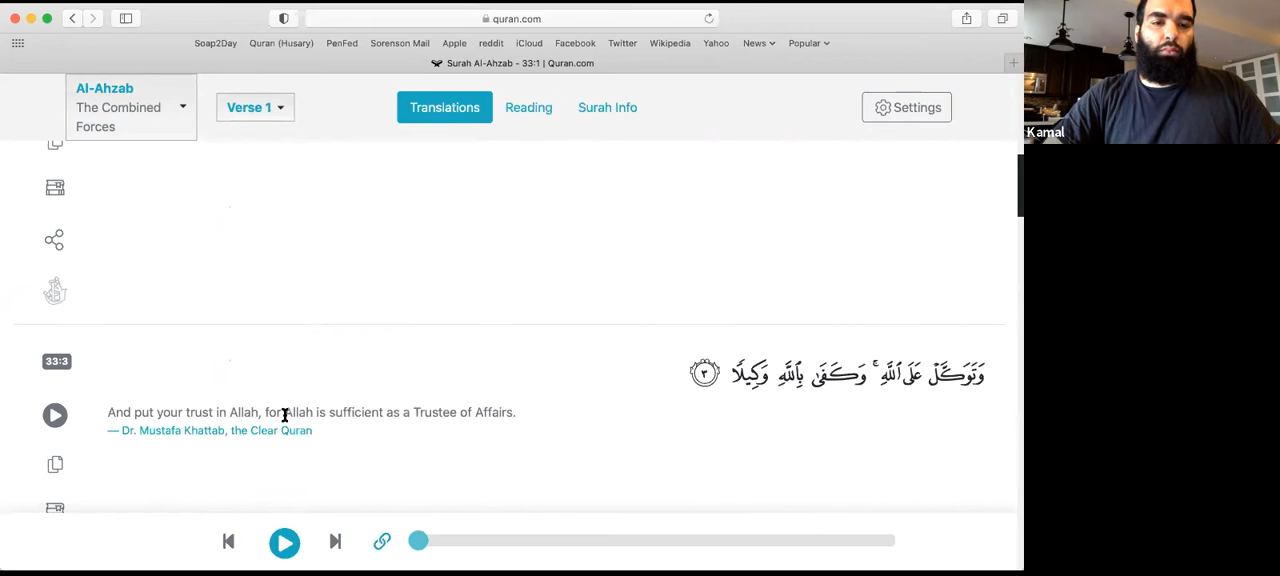 quran.com
Soap2Day Quran (Husary) PenFed Sorenson Mail Apple reddit iCloud Facebook Twitter Wikipedia Yahoo News Popular
Surah Al-Ahzab - 33:1 | Quran.com
Al-Ahzab
The Combined
Forces
Verse 1
Translations Reading Surah Info
Settings
Kamal
33:3
وَتَوَكَّلْ عَلَى ٱللَّهِ ۚ وَكَفَىٰ بِٱللَّهِ وَكِيلًا ٣
And put your trust in Allah, for Allah is sufficient as a Trustee of Affairs.
— Dr. Mustafa Khattab, the Clear Quran